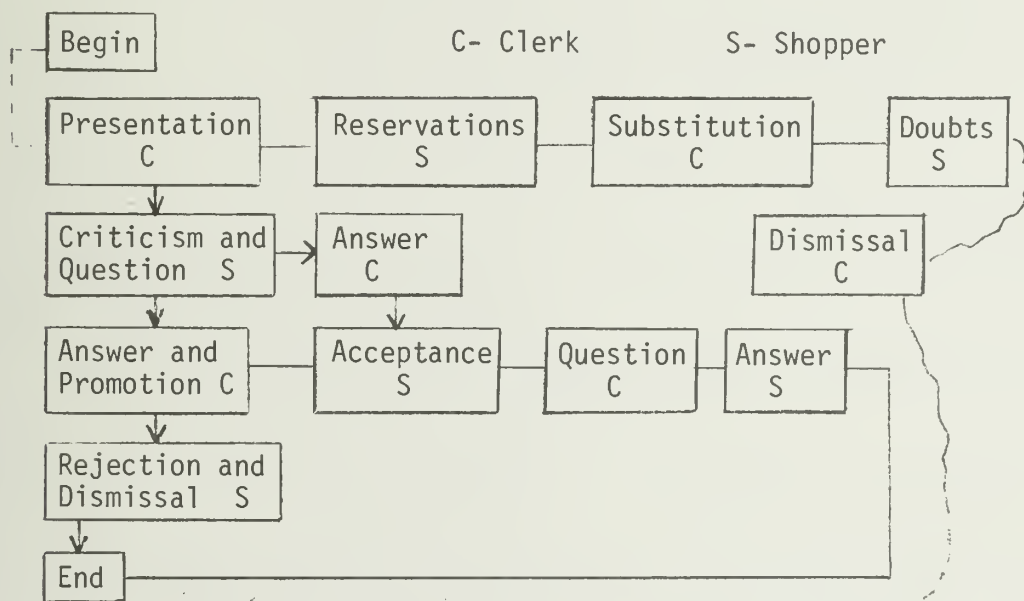 Begin
C- Clerk
S- Shopper
Presentation
C
Reservations
S
Substitution
C
Doubts
S
Criticism and
Question S
Answer
C
Dismissal
C
Answer and
Promotion C
Acceptance
S
Question
C
Answer
S
Rejection and
Dismissal S
End